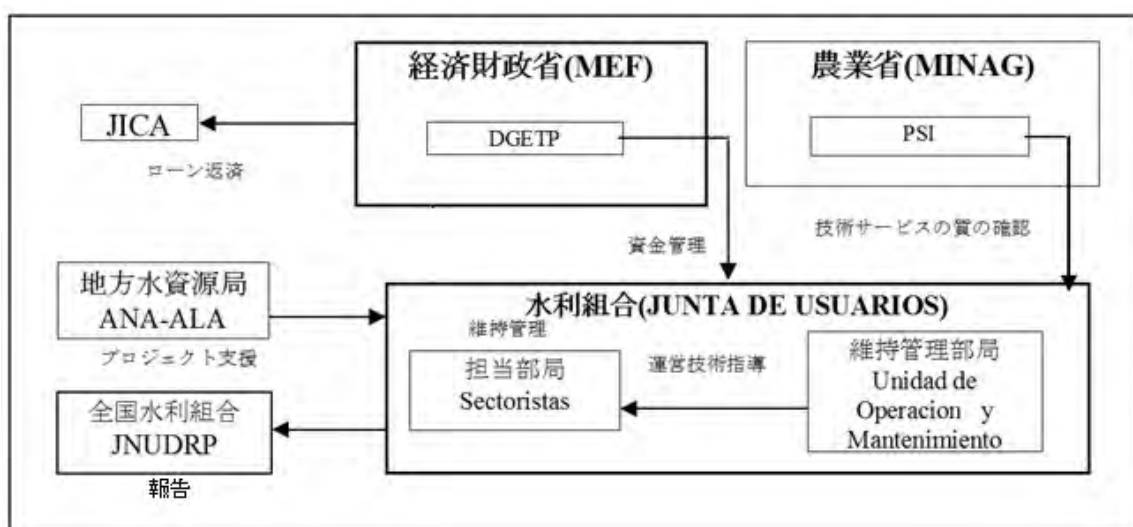 経済財政省(MEF)
農業省(MINAG)
JICA
DGETP
PSI
ローン返済
資金管理
技術サービスの質の確認
地方水資源局
ANA-ALA
プロジェクト支援
水利組合(JUNTA DE USUARIOS)
維持管理
担当部局
Sectoristas
運営技術指導
維持管理部局
Unidad de
Operacion y
Mantenimiento
全国水利組合
JNUDRP
報告